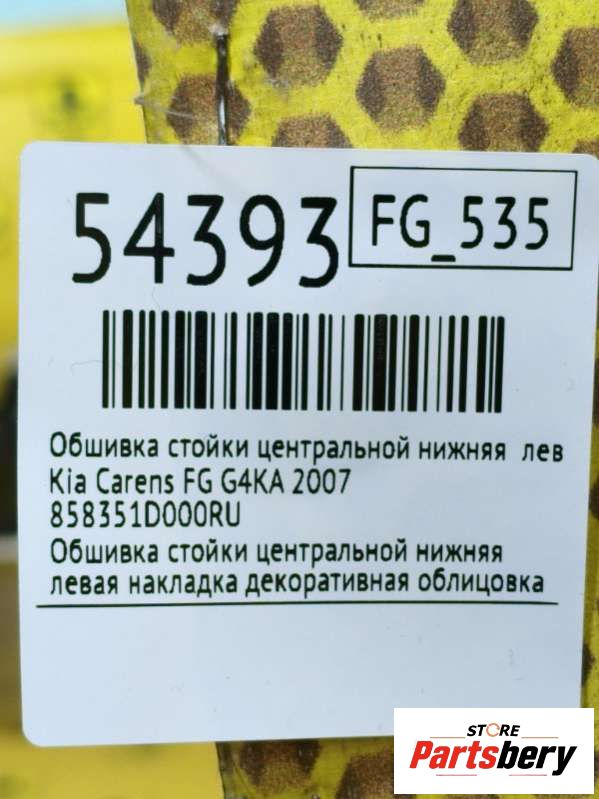 54393
FG_535
Обшивка стойки центральной нижняя лев
Kia Carens FG G4KA 2007
858351D000RU
Обшивка стойки центральной нижняя
левая накладка декоративная облицовка
STORE
Partsbery